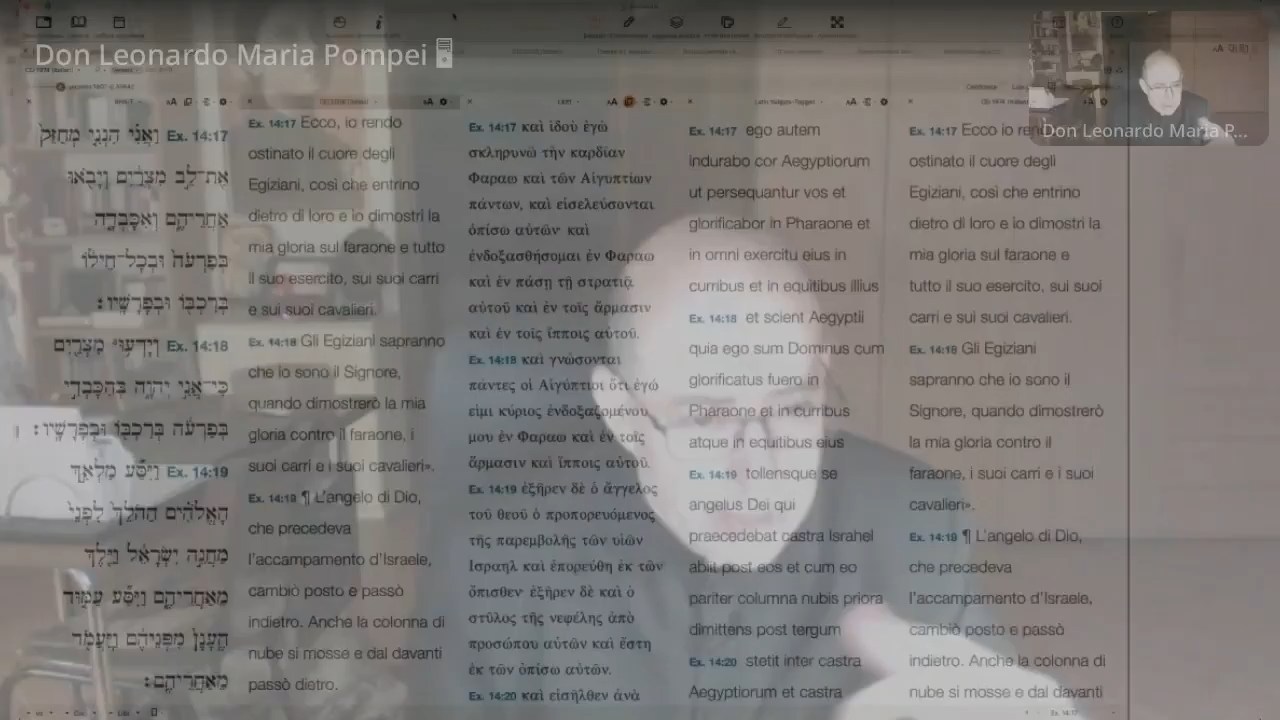 Don Leonardo Maria Pompei
Don Leonardo Maria P...
Ex. 14:17 וַאֲנִ֗י הִנְנִ֤י מְחַזֵּק֙
אֶת־לֵ֣ב מִצְרַ֔יִם וְיָבֹ֖אוּ
אַחֲרֵיהֶ֑ם וְאִכָּבְדָ֤ה
בְּפַרְעֹה֙ וּבְכׇל־חֵיל֔וֹ
בְּרִכְבּ֖וֹ וּבְפָרָשָֽׁיו׃
Ex. 14:18 וְיָדְע֥וּ מִצְרַ֖יִם
כִּי־אֲנִ֣י יְהוָ֑ה בְּהִכָּבְדִ֣י
בְּפַרְעֹ֔ה בְּרִכְבּ֖וֹ וּבְפָרָשָֽׁיו׃
Ex. 14:19 וַיִּסַּ֞ע מַלְאַ֣ךְ
הָאֱלֹהִ֗ים הַהֹלֵךְ֙ לִפְנֵי֙
מַחֲנֵ֣ה יִשְׂרָאֵ֔ל וַיֵּ֖לֶךְ
מֵאַחֲרֵיהֶ֑ם וַיִּסַּ֞ע עַמּ֤וּד
הֶֽעָנָן֙ מִפְּנֵיהֶ֔ם וַיַּֽעֲמֹ֖ד
מֵאַחֲרֵיהֶֽם׃
Ex. 14:17 Ecco, io rendo
ostinato il cuore degli
Egiziani, così che entrino
dietro di loro e io dimostri la
mia gloria sul faraone e tutto
il suo esercito, sui suoi carri
e sui suoi cavalieri.
Ex. 14:18 Gli Egiziani sapranno
che io sono il Signore,
quando dimostrerò la mia
gloria contro il faraone, i
suoi carri e i suoi cavalieri».
Ex. 14:19 ¶ L’angelo di Dio,
che precedeva
l’accampamento d’Israele,
cambiò posto e passò
indietro. Anche la colonna di
nube si mosse e dal davanti
passò dietro.
Ex. 14:17 καὶ ἰδοὺ ἐγὼ
σκληρυνῶ τὴν καρδίαν
Φαραω καὶ τῶν Αἰγυπτίων
πάντων, καὶ εἰσελεύσονται
ὀπίσω αὐτῶν· καὶ
ἐνδοξασθήσομαι ἐν Φαραω
καὶ ἐν πάσῃ τῇ στρατιᾷ
αὐτοῦ καὶ ἐν τοῖς ἅρμασιν
καὶ ἐν τοῖς ἵπποις αὐτοῦ.
Ex. 14:18 καὶ γνώσονται
πάντες οἱ Αἰγύπτιοι ὅτι ἐγώ
εἰμι κύριος ἐνδοξαζομένου
μου ἐν Φαραω καὶ ἐν τοῖς
ἅρμασιν καὶ ἵπποις αὐτοῦ.
Ex. 14:19 ἐξῆρεν δὲ ὁ ἄγγελος
τοῦ θεοῦ ὁ προπορευόμενος
τῆς παρεμβολῆς τῶν υἱῶν
Ισραηλ καὶ ἐπορεύθη ἐκ τῶν
ὄπισθεν· ἐξῆρεν δὲ καὶ ὁ
στῦλος τῆς νεφέλης ἀπὸ
προσώπου αὐτῶν καὶ ἔστη
ἐκ τῶν ὀπίσω αὐτῶν.
Ex. 14:20 καὶ εἰσῆλθεν ἀνὰ
Ex. 14:17 ego autem
indurabo cor Aegyptiorum
ut persequantur vos et
glorificabor in Pharaone et
in omni exercitu eius in
curribus et in equitibus illius
Ex. 14:18 et scient Aegyptii
quia ego sum Dominus cum
glorificatus fuero in
Pharaone et in curribus
atque in equitibus eius
Ex. 14:19 tollensque se
angelus Dei qui
praecedebat castra Israhel
abiit post eos et cum eo
pariter columna nubis priora
dimittens post tergum
Ex. 14:20 stetit inter castra
Aegyptiorum et castra
Ex. 14:17 Ecco io rendo
ostinato il cuore degli
Egiziani, così che entrino
dietro di loro e io dimostri la
mia gloria sul faraone e
tutto il suo esercito, sui suoi
carri e sui suoi cavalieri.
Ex. 14:18 Gli Egiziani
sapranno che io sono il
Signore, quando dimostrerò
la mia gloria contro il
faraone, i suoi carri e i suoi
cavalieri».
Ex. 14:19 ¶ L’angelo di Dio,
che precedeva
l’accampamento d’Israele,
cambiò posto e passò
indietro. Anche la colonna di
nube si mosse e dal davanti